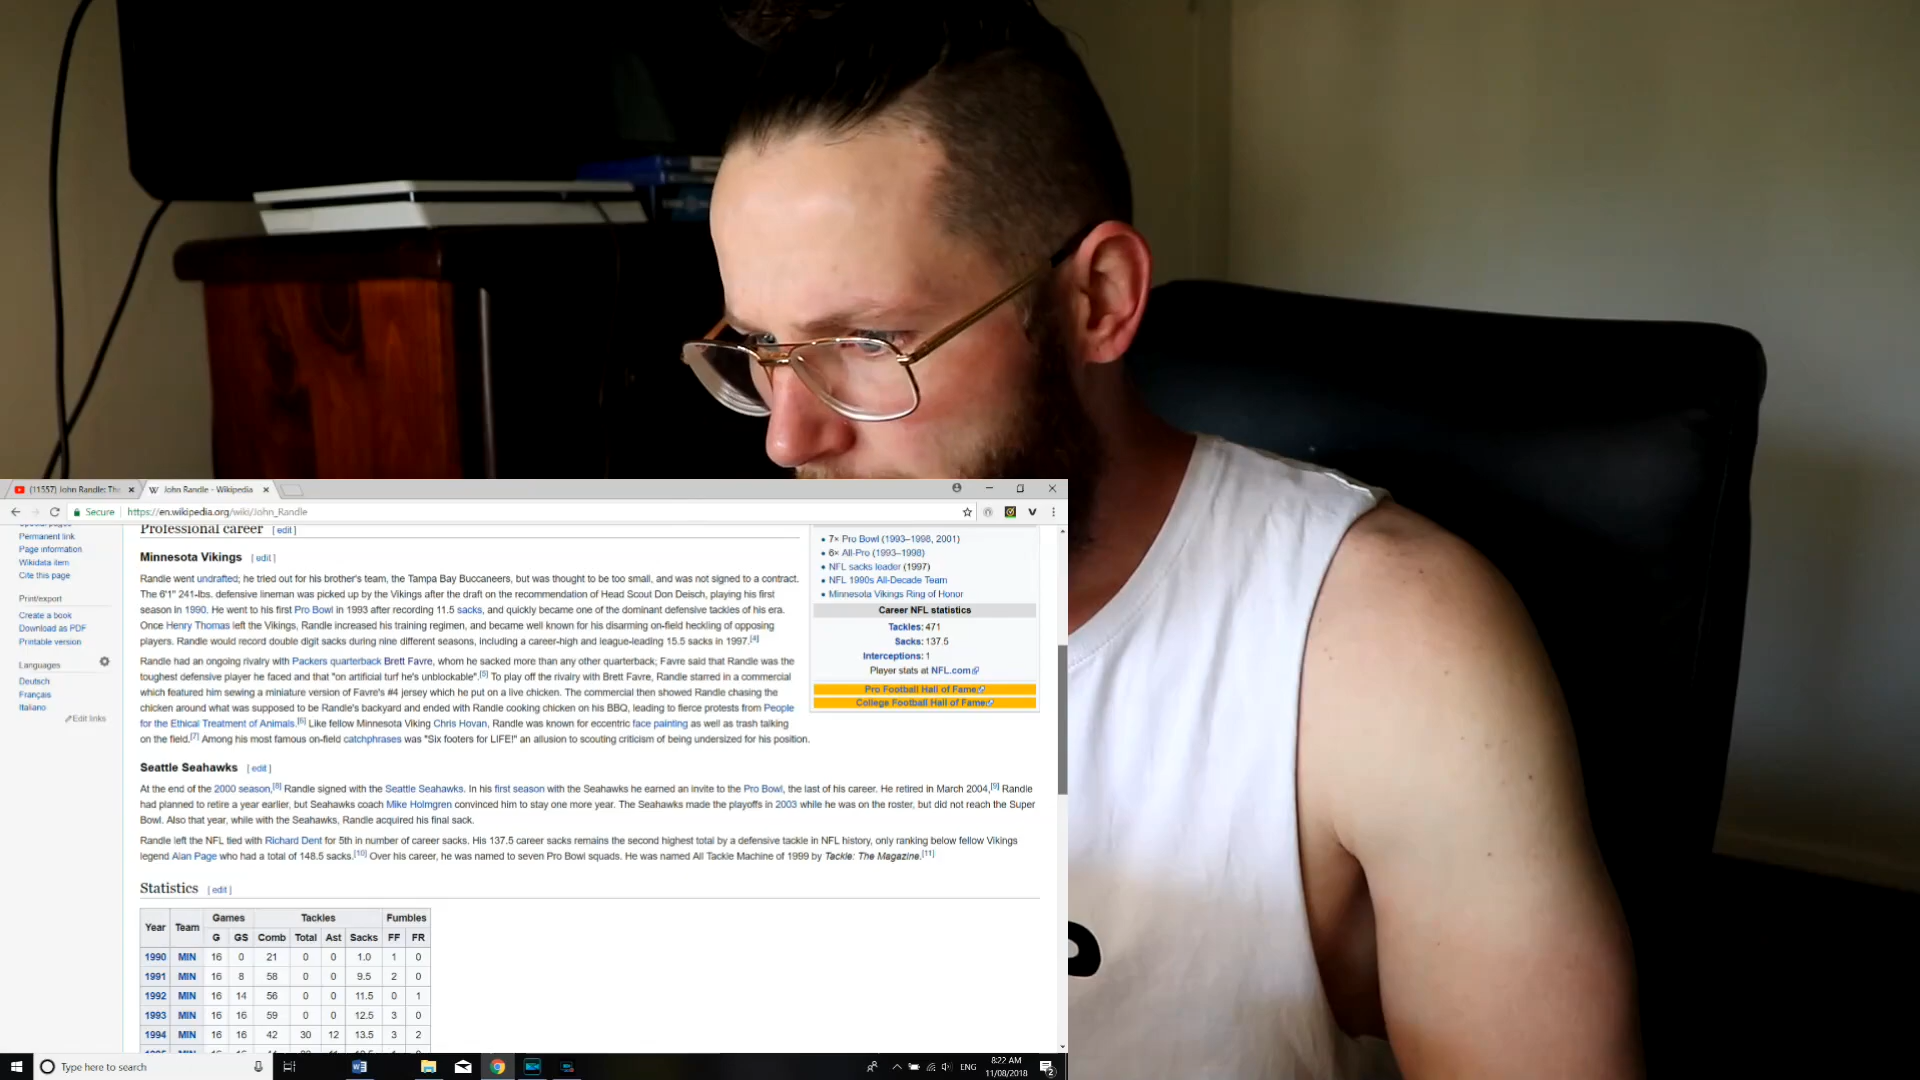 (11557) John Randle: The
John Randle - Wikipedia
Secure
https://en.wikipedia.org/wiki/John_Randle
Permanent link
Page information
Wikidata item
Cite this page
Print/export
Create a book
Download as PDF
Printable version
Languages
Deutsch
Français
Italiano
Edit links
Professional career [ edit ]
Minnesota Vikings [ edit ]
Randle went undrafted; he tried out for his brother's team, the Tampa Bay Buccaneers, but was thought to be too small, and was not signed to a contract.
The 6'1" 241-lbs. defensive lineman was picked up by the Vikings after the draft on the recommendation of Head Scout Don Deisch, playing his first
season in 1990. He went to his first Pro Bowl in 1993 after recording 11.5 sacks, and quickly became one of the dominant defensive tackles of his era.
Once Henry Thomas left the Vikings, Randle increased his training regimen, and became well known for his disarming on-field heckling of opposing
players. Randle would record double digit sacks during nine different seasons, including a career-high and league-leading 15.5 sacks in 1997.[4]
Randle had an ongoing rivalry with Packers quarterback Brett Favre, whom he sacked more than any other quarterback; Favre said that Randle was the
toughest defensive player he faced and that "on artificial turf he's unblockable".[5] To play off the rivalry with Brett Favre, Randle starred in a commercial
which featured him sewing a miniature version of Favre's #4 jersey which he put on a live chicken. The commercial then showed Randle chasing the
chicken around what was supposed to be Randle's backyard and ended with Randle cooking chicken on his BBQ, leading to fierce protests from People
for the Ethical Treatment of Animals.[6] Like fellow Minnesota Viking Chris Hovan, Randle was known for eccentric face painting as well as trash talking
on the field.[7] Among his most famous on-field catchphrases was "Six footers for LIFE!" an allusion to scouting criticism of being undersized for his position.
7× Pro Bowl (1993–1998, 2001)
6× All-Pro (1993–1998)
NFL sacks leader (1997)
NFL 1990s All-Decade Team
Minnesota Vikings Ring of Honor
Career NFL statistics
Tackles: 471
Sacks: 137.5
Interceptions: 1
Player stats at NFL.com
Pro Football Hall of Fame
College Football Hall of Fame
Seattle Seahawks [ edit ]
At the end of the 2000 season,[8] Randle signed with the Seattle Seahawks. In his first season with the Seahawks he earned an invite to the Pro Bowl, the last of his career. He retired in March 2004,[9] Randle
had planned to retire a year earlier, but Seahawks coach Mike Holmgren convinced him to stay one more year. The Seahawks made the playoffs in 2003 while he was on the roster, but did not reach the Super
Bowl. Also that year, while with the Seahawks, Randle acquired his final sack.
Randle left the NFL tied with Richard Dent for 5th in number of career sacks. His 137.5 career sacks remains the second highest total by a defensive tackle in NFL history, only ranking below fellow Vikings
legend Alan Page who had a total of 148.5 sacks.[10] Over his career, he was named to seven Pro Bowl squads. He was named All Tackle Machine of 1999 by Tackle: The Magazine.[11]
Statistics [ edit ]
Year Team Games Tackles Fumbles
G GS Comb Total Ast Sacks FF FR
1990 MIN 16 0 21 0 0 1.0 1 0
1991 MIN 16 8 58 0 0 9.5 2 0
1992 MIN 16 14 56 0 0 11.5 0 1
1993 MIN 16 16 59 0 0 12.5 3 0
1994 MIN 16 16 42 30 12 13.5 3 2
Type here to search
ENG
8:22 AM
11/08/2018
2